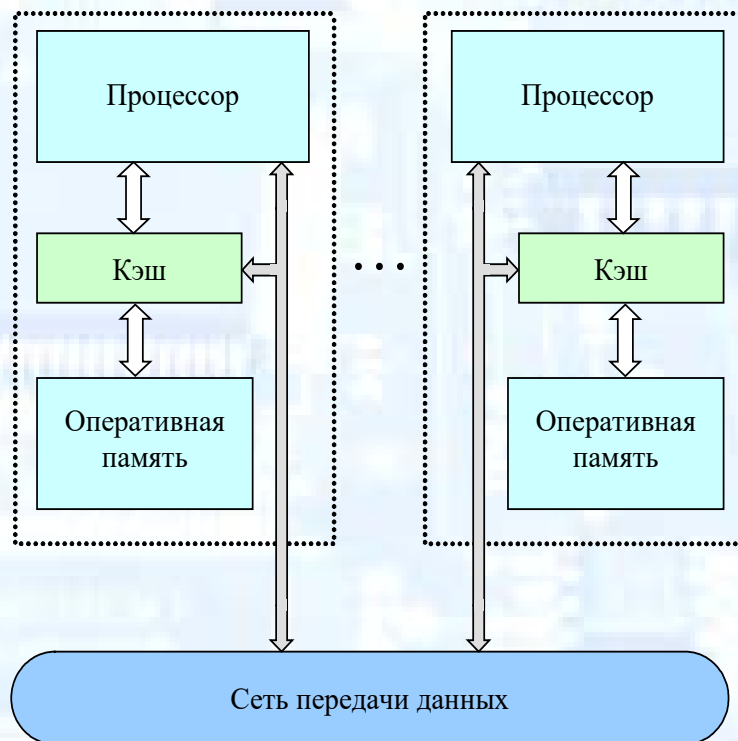 Процессор
Процессор
Кэш
. . .
Кэш
Оперативная
память
Оперативная
память
Сеть передачи данных